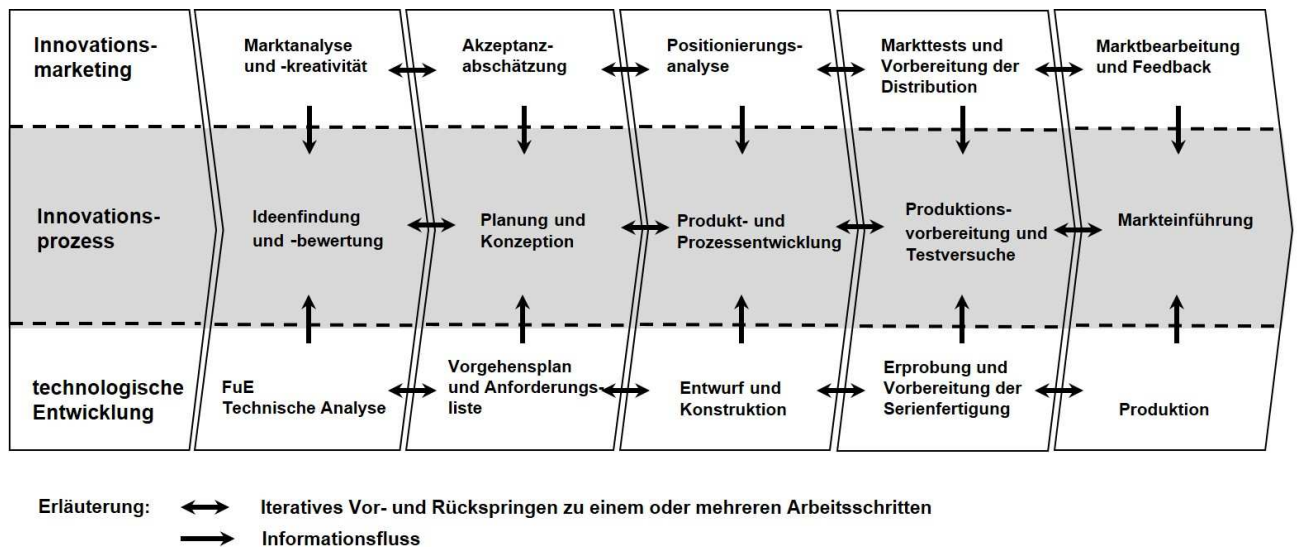 Innovations-
marketing
Marktanalyse
und -kreativität
Akzeptanz-
abschätzung
Positionierungs-
analyse
Markttests und
Vorbereitung der
Distribution
Marktbearbeitung
und Feedback
Innovations-
prozess
Ideenfindung
und -bewertung
Planung und
Konzeption
Produkt- und
Prozessentwicklung
Produktions-
vorbereitung und
Testversuche
Markteinführung
technologische
Entwicklung
FuE
Technische Analyse
Vorgehensplan
und Anforderungs-
liste
Entwurf und
Konstruktion
Erprobung und
Vorbereitung der
Serienfertigung
Produktion
Erläuterung:
Iteratives Vor- und Rückspringen zu einem oder mehreren Arbeitsschritten
Informationsfluss